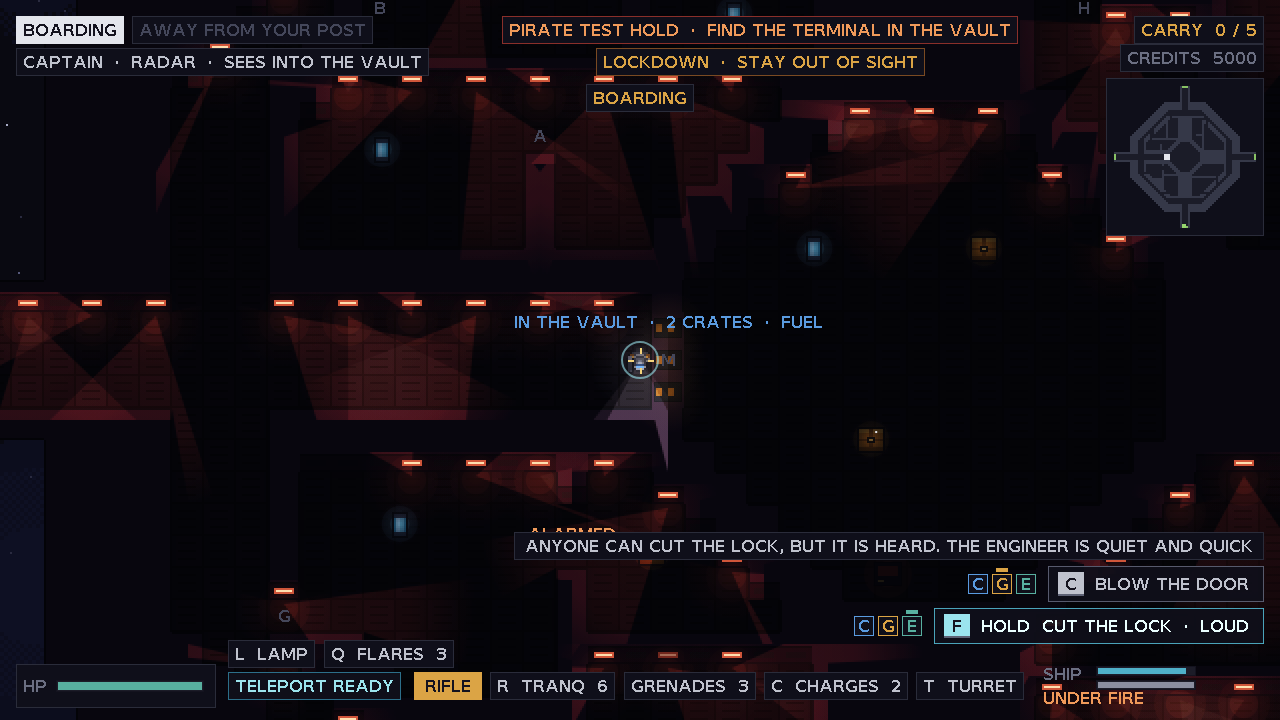 B
H
BOARDING
AWAY FROM YOUR POST
PIRATE TEST HOLD · FIND THE TERMINAL IN THE VAULT
CARRY 0 / 5
CAPTAIN · RADAR · SEES INTO THE VAULT
LOCKDOWN · STAY OUT OF SIGHT
CREDITS 5000
BOARDING
A
IN THE VAULT · 2 CRATES · FUEL
ALARMED
ANYONE CAN CUT THE LOCK, BUT IT IS HEARD. THE ENGINEER IS QUIET AND QUICK
C G E C BLOW THE DOOR
G
C G E F HOLD CUT THE LOCK · LOUD
L LAMP Q FLARES 3
HP
TELEPORT READY
RIFLE
R TRANQ 6
GRENADES 3
C CHARGES 2
T TURRET
SHIP
UNDER FIRE